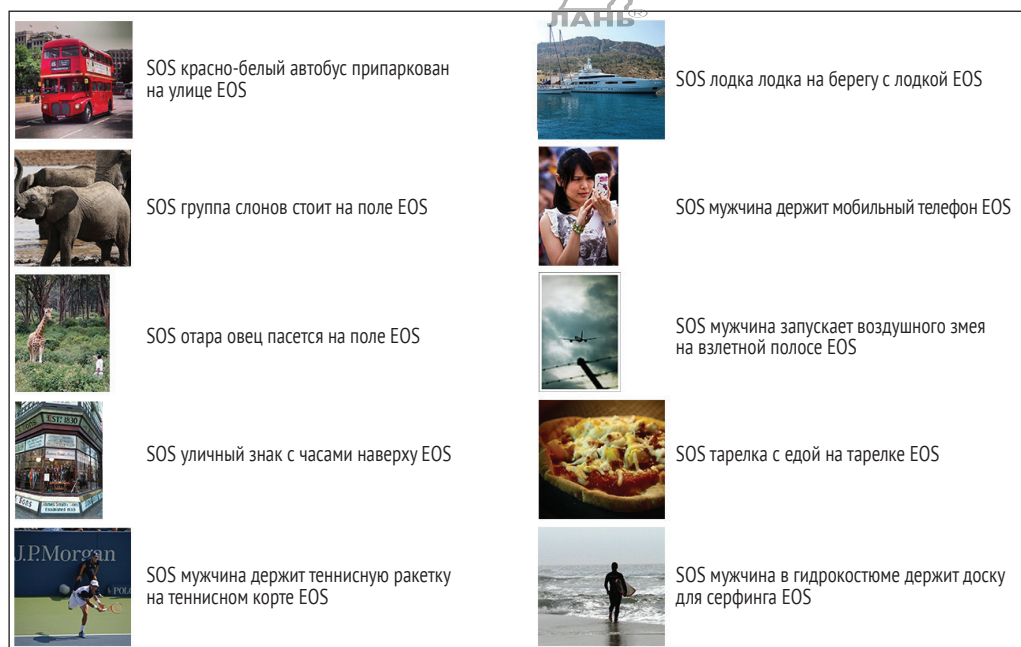 ЛАНЬ®
SOS красно-белый автобус припаркован
на улице EOS
SOS лодка лодка на берегу с лодкой EOS
SOS группа слонов стоит на поле EOS
SOS мужчина держит мобильный телефон EOS
SOS отара овец пасется на поле EOS
SOS мужчина запускает воздушного змея
на взлетной полосе EOS
EST. 1830
SOS уличный знак с часами наверху EOS
SOS тарелка с едой на тарелке EOS
J.P.Morgan
POLO
SOS мужчина держит теннисную ракетку
на теннисном корте EOS
SOS мужчина в гидрокостюме держит доску
для серфинга EOS